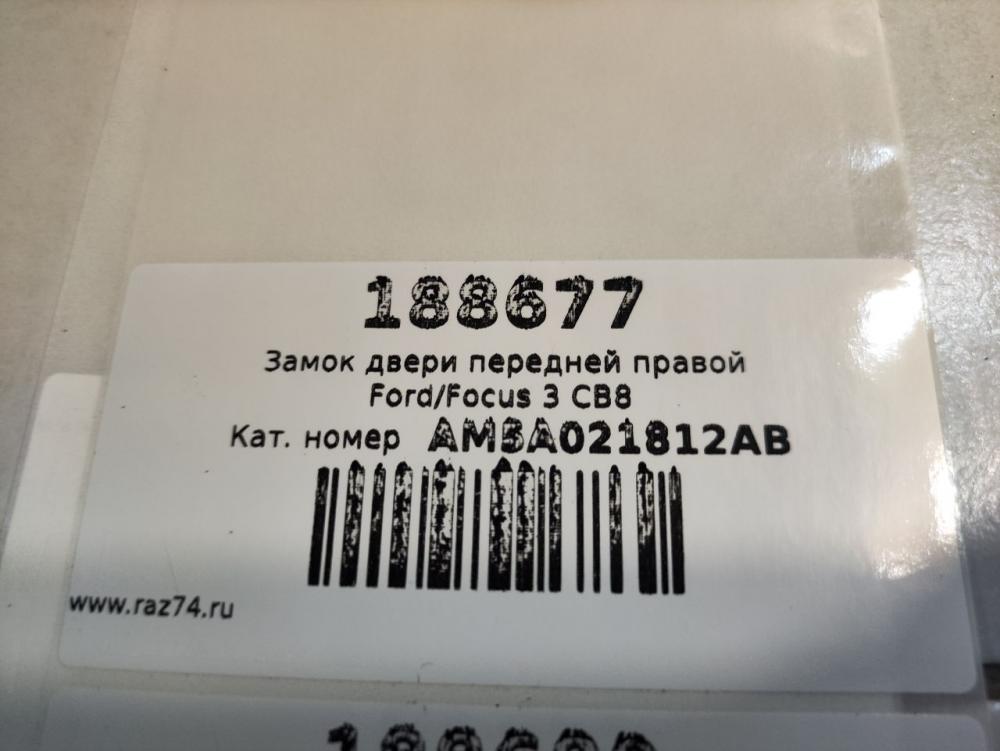 188677
Замок двери передней правой
Ford/Focus 3 CB8
Кат. номер AM5A021812AB
www.raz74.ru